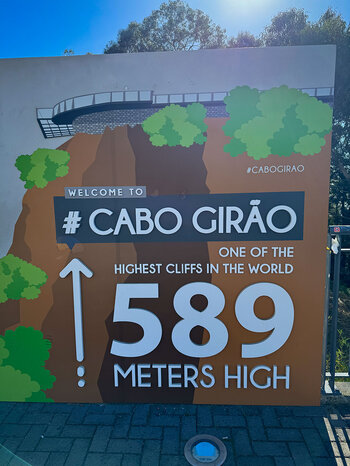 #CABOGIRAO
WELCOME TO
# CABO GIRÃO
ONE OF THE
HIGHEST CLIFFS IN THE WORLD
589
METERS HIGH